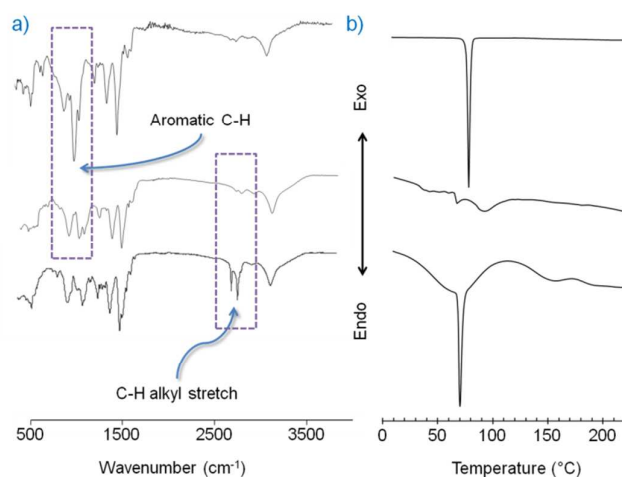 a)
Aromatic C-H
C-H alkyl stretch
500 1500 2500 3500
Wavenumber (cm-1)
b)
Exo
Endo
0 50 100 150 200
Temperature (°C)